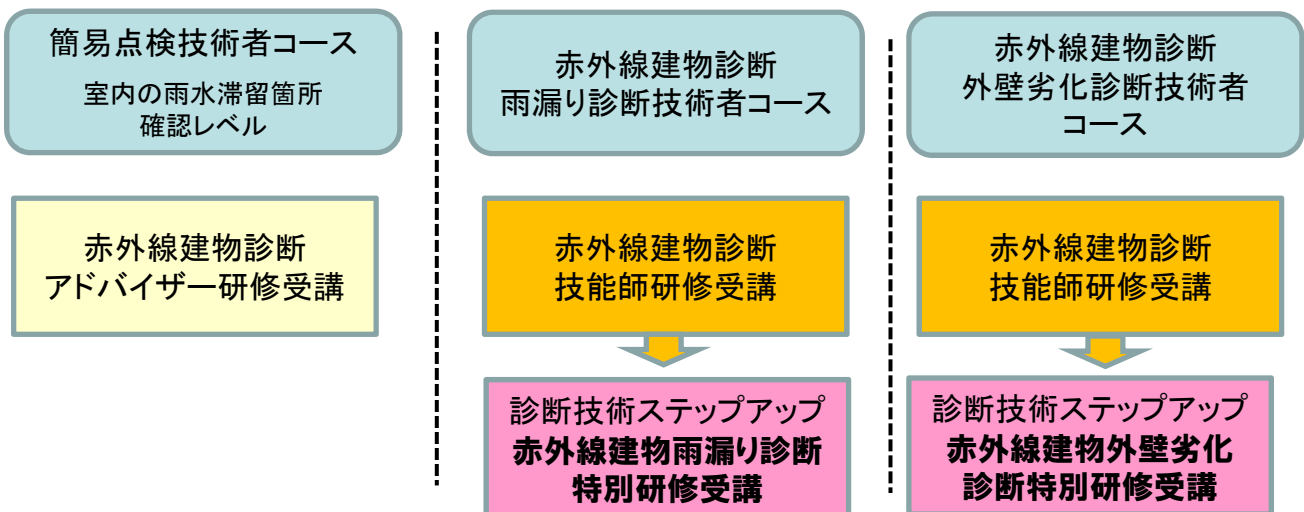 簡易点検技術者コース
室内の雨水滞留箇所
確認レベル
赤外線建物診断
アドバイザー研修受講
赤外線建物診断
雨漏り診断技術者コース
赤外線建物診断
技能師研修受講
診断技術ステップアップ
赤外線建物雨漏り診断
特別研修受講
赤外線建物診断
外壁劣化診断技術者
コース
赤外線建物診断
技能師研修受講
診断技術ステップアップ
赤外線建物外壁劣化
診断特別研修受講